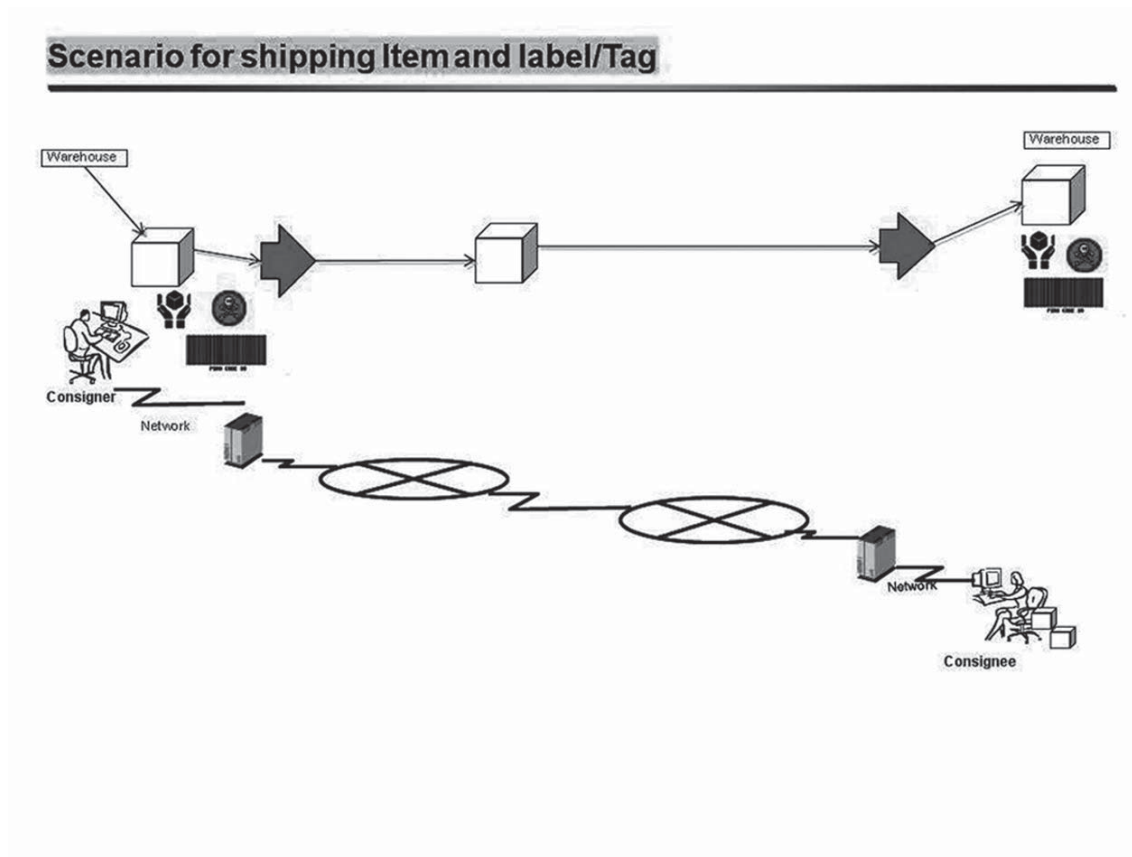 Scenario for shipping Item and label/Tag
Warehouse
Warehouse
Consigner
Network
Network
Consignee